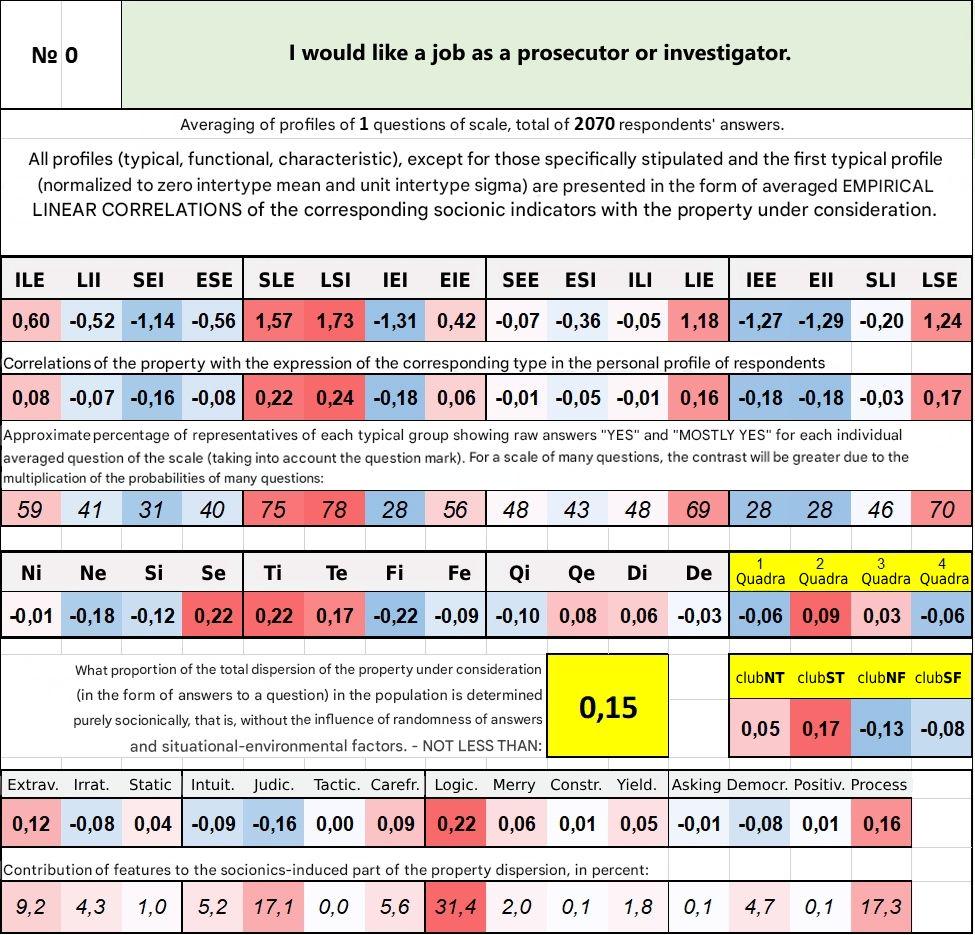 № 0
I would like a job as a prosecutor or investigator.
Averaging of profiles of 1 questions of scale, total of 2070 respondents' answers.
All profiles (typical, functional, characteristic), except for those specifically stipulated and the first typical profile
(normalized to zero intertype mean and unit intertype sigma) are presented in the form of averaged EMPIRICAL
LINEAR CORRELATIONS of the corresponding socionic indicators with the property under consideration.
ILE LII SEI ESE SLE LSI IEI EIE SEE ESI ILI LIE IEE EII SLI LSE
0,60 -0,52 -1,14 -0,56 1,57 1,73 -1,31 0,42 -0,07 -0,36 -0,05 1,18 -1,27 -1,29 -0,20 1,24
Correlations of the property with the expression of the corresponding type in the personal profile of respondents
0,08 -0,07 -0,16 -0,08 0,22 0,24 -0,18 0,06 -0,01 -0,05 -0,01 0,16 -0,18 -0,18 -0,03 0,17
Approximate percentage of representatives of each typical group showing raw answers "YES" and "MOSTLY YES" for each individual
averaged question of the scale (taking into account the question mark). For a scale of many questions, the contrast will be greater due to the
multiplication of the probabilities of many questions:
59 41 31 40 75 78 28 56 48 43 48 69 28 28 46 70
Ni Ne Si Se Ti Te Fi Fe Qi Qe Di De 1 Quadra 2 Quadra 3 Quadra 4 Quadra
-0,01 -0,18 -0,12 0,22 0,22 0,17 -0,22 -0,09 -0,10 0,08 0,06 -0,03 -0,06 0,09 0,03 -0,06
What proportion of the total dispersion of the property under consideration
(in the form of answers to a question) in the population is determined
purely socionically, that is, without the influence of randomness of answers
and situational-environmental factors. - NOT LESS THAN:
0,15
clubNT clubST clubNF clubSF
0,05 0,17 -0,13 -0,08
Extrav. Irrat. Static Intuit. Judic. Tactic. Carefr. Logic. Merry Constr. Yield. Asking Democr. Positiv. Process
0,12 -0,08 0,04 -0,09 -0,16 0,00 0,09 0,22 0,06 0,01 0,05 -0,01 -0,08 0,01 0,16
Contribution of features to the socionics-induced part of the property dispersion, in percent:
9,2 4,3 1,0 5,2 17,1 0,0 5,6 31,4 2,0 0,1 1,8 0,1 4,7 0,1 17,3